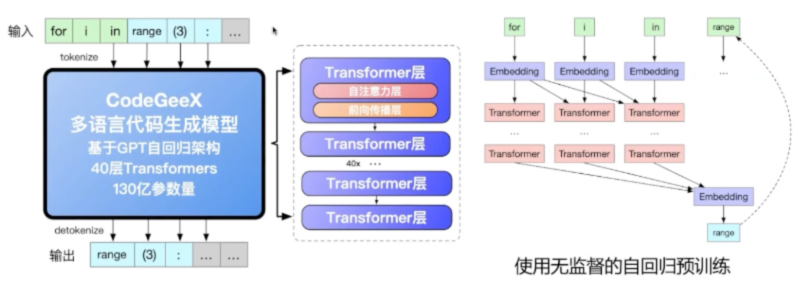 输入 for i in range (3) : ...
tokenize
CodeGeeX
多语言代码生成模型
基于GPT自回归架构
40层Transformers
130亿参数量
detokenize
输出 range (3) : ... ...
Transformer层
自注意力层
前向传播层
Transformer层
40x ...
Transformer层
Transformer层
for i in range
Embedding Embedding Embedding ...
Transformer Transformer Transformer
... ... ...
Transformer Transformer Transformer
Embedding
range
使用无监督的自回归预训练